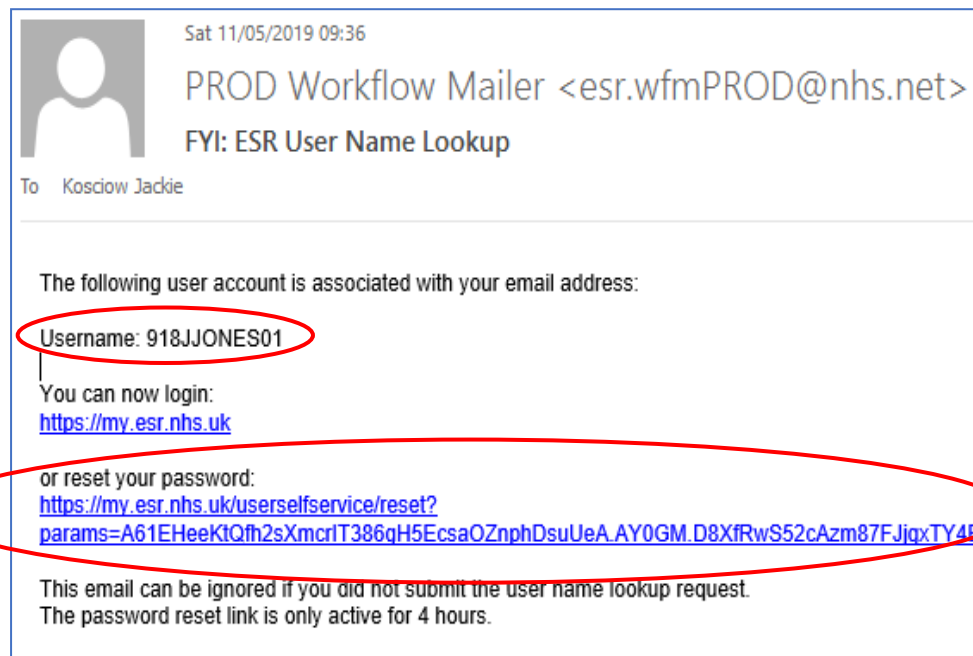 Sat 11/05/2019 09:36
PROD Workflow Mailer <esr.wfmPROD@nhs.net>
FYI: ESR User Name Lookup
To Kosciow Jackie
The following user account is associated with your email address:
Username: 918JJONES01
You can now login:
https://my.esr.nhs.uk
or reset your password:
https://my.esr.nhs.uk/userselfservice/reset?
params=A61EHeeKtQfh2sXmcrIT386qH5EcsaOZnphDsuUeA.AY0GM.D8XfRwS52cAzm87FJjqxTY4
This email can be ignored if you did not submit the user name lookup request.
The password reset link is only active for 4 hours.